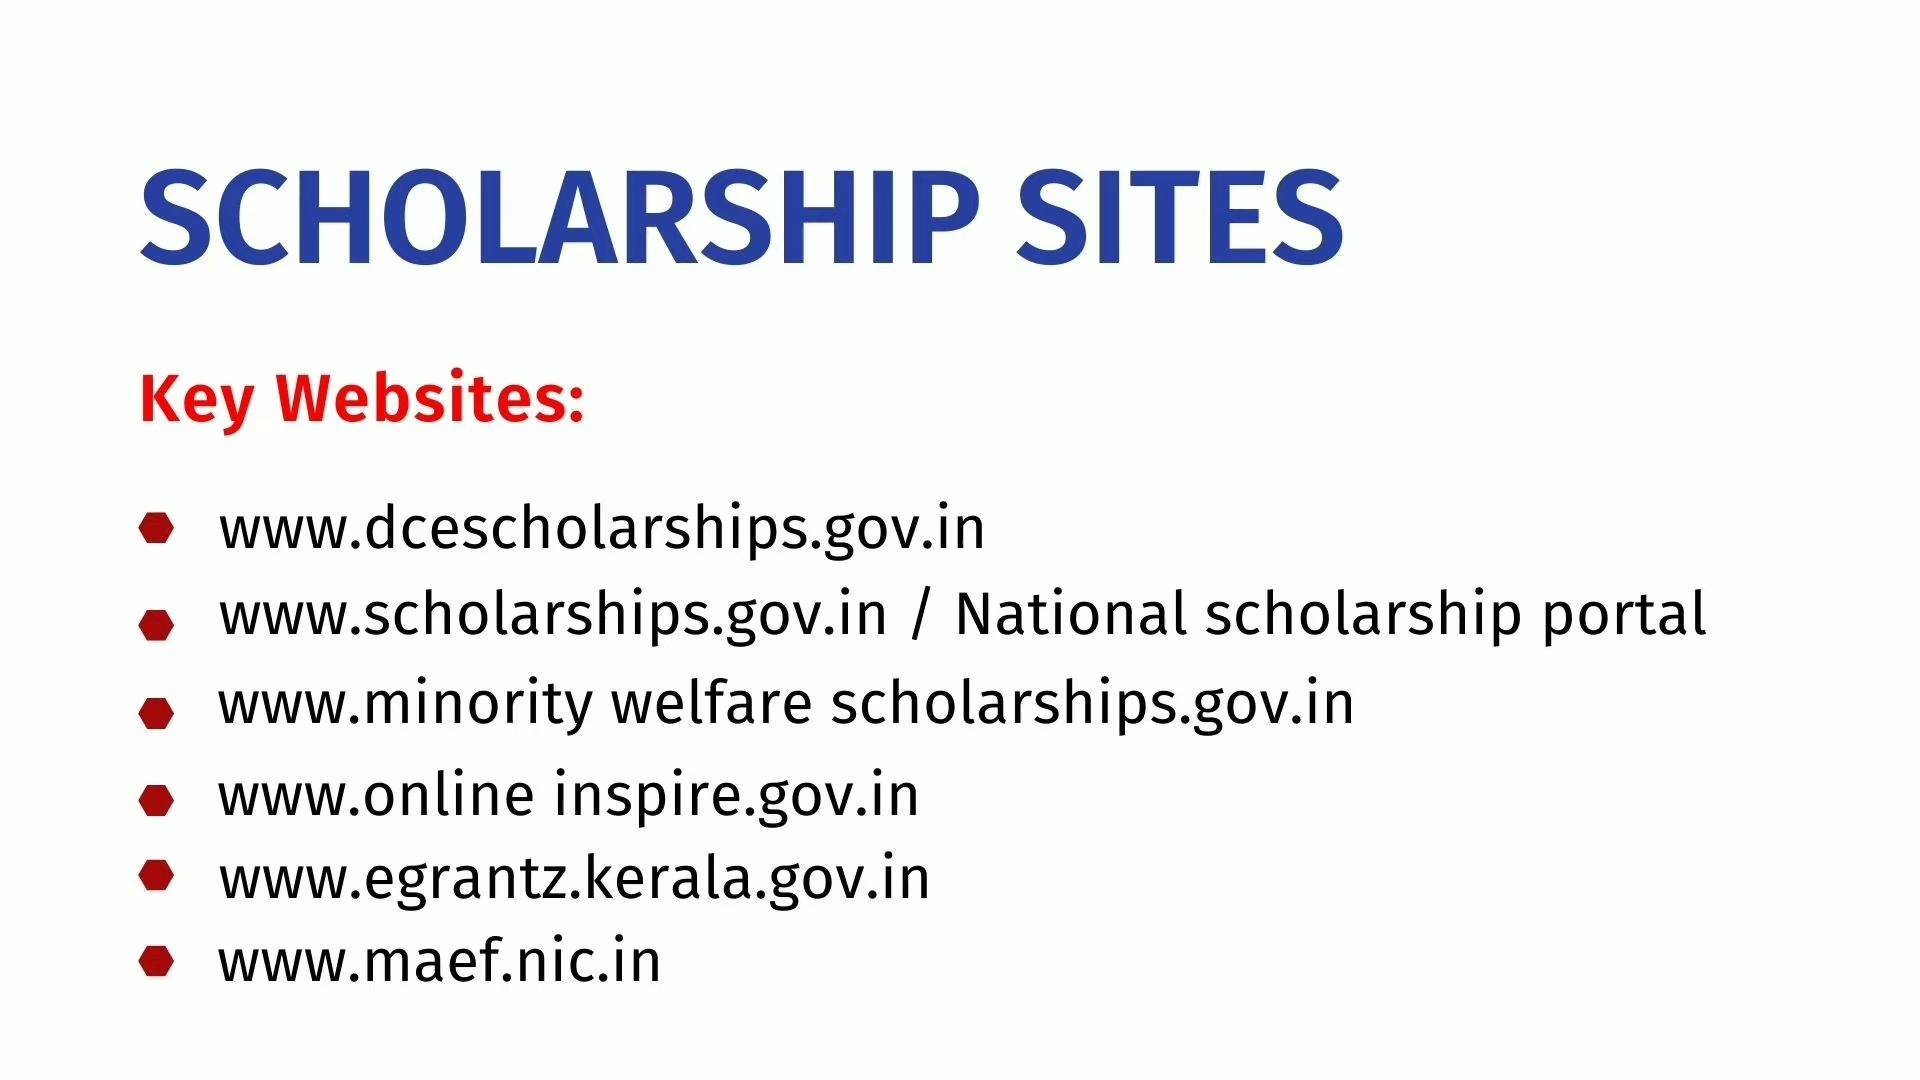 SCHOLARSHIP SITES
Key Websites:
www.dcescholarships.gov.in
www.scholarships.gov.in / National scholarship portal
www.minority welfare scholarships.gov.in
www.online inspire.gov.in
www.egrantz.kerala.gov.in
www.maef.nic.in